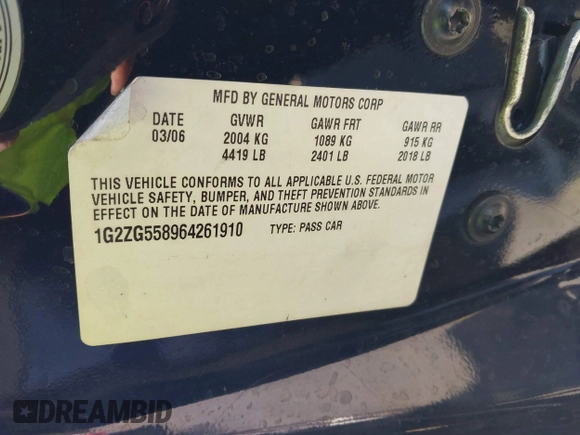 MFD BY GENERAL MOTORS CORP
DATE GVWR GAWR FRT GAWR RR
03/06 2004 KG 1089 KG 915 KG
4419 LB 2401 LB 2018 LB
THIS VEHICLE CONFORMS TO ALL APPLICABLE U.S. FEDERAL MOTOR
VEHICLE SAFETY, BUMPER, AND THEFT PREVENTION STANDARDS IN
EFFECT ON THE DATE OF MANUFACTURE SHOWN ABOVE.
1G2ZG558964261910 TYPE: PASS CAR
DREAMBID